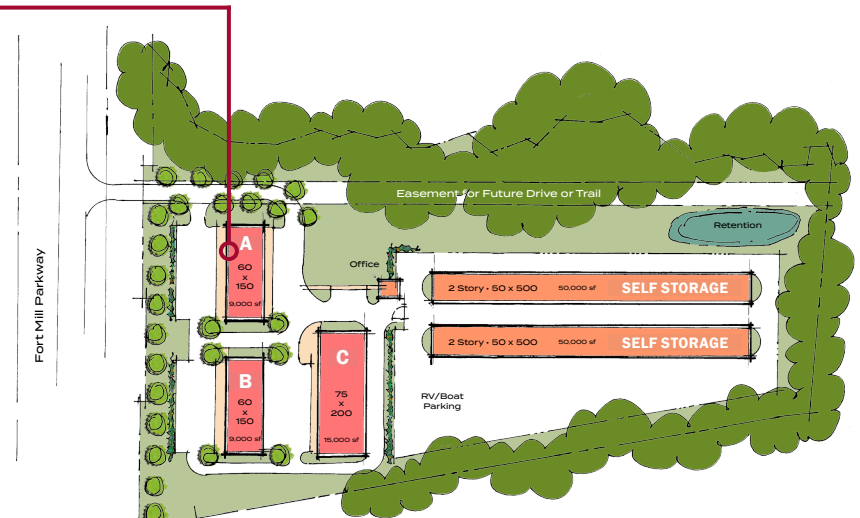 Easement for Future Drive or Trail
Retention
Fort Mill Parkway
A
60
x
150
9,000 sf
Office
2 Story • 50 x 500 50,000 sf SELF STORAGE
2 Story • 50 x 500 50,000 sf SELF STORAGE
B
60
x
150
9,000 sf
C
75
x
200
15,000 sf
RV/Boat
Parking